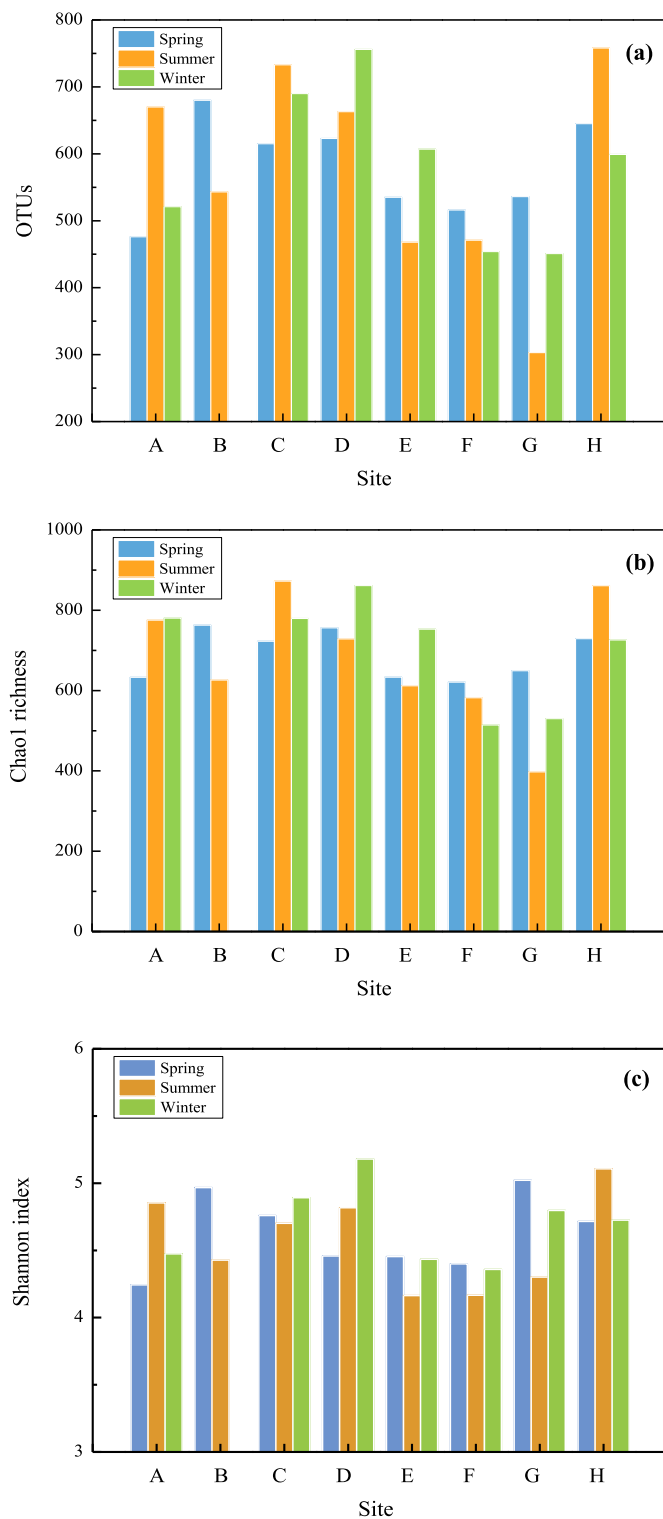 (a)
Spring
Summer
Winter
800
700
600
500
400
300
200
OTUs
A B C D E F G H
Site
(b)
Spring
Summer
Winter
1000
800
600
400
200
0
Chao1 richness
A B C D E F G H
Site
(c)
Spring
Summer
Winter
6
5
4
3
Shannon index
A B C D E F G H
Site